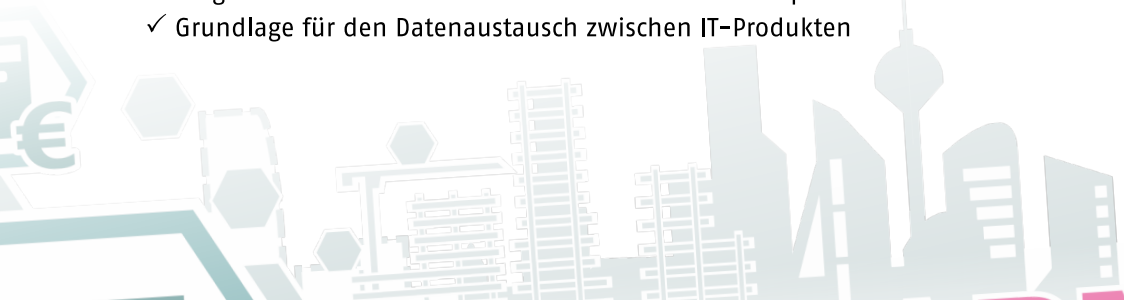 ✓ Grundlage für den Datenaustausch zwischen IT-Produkten
€